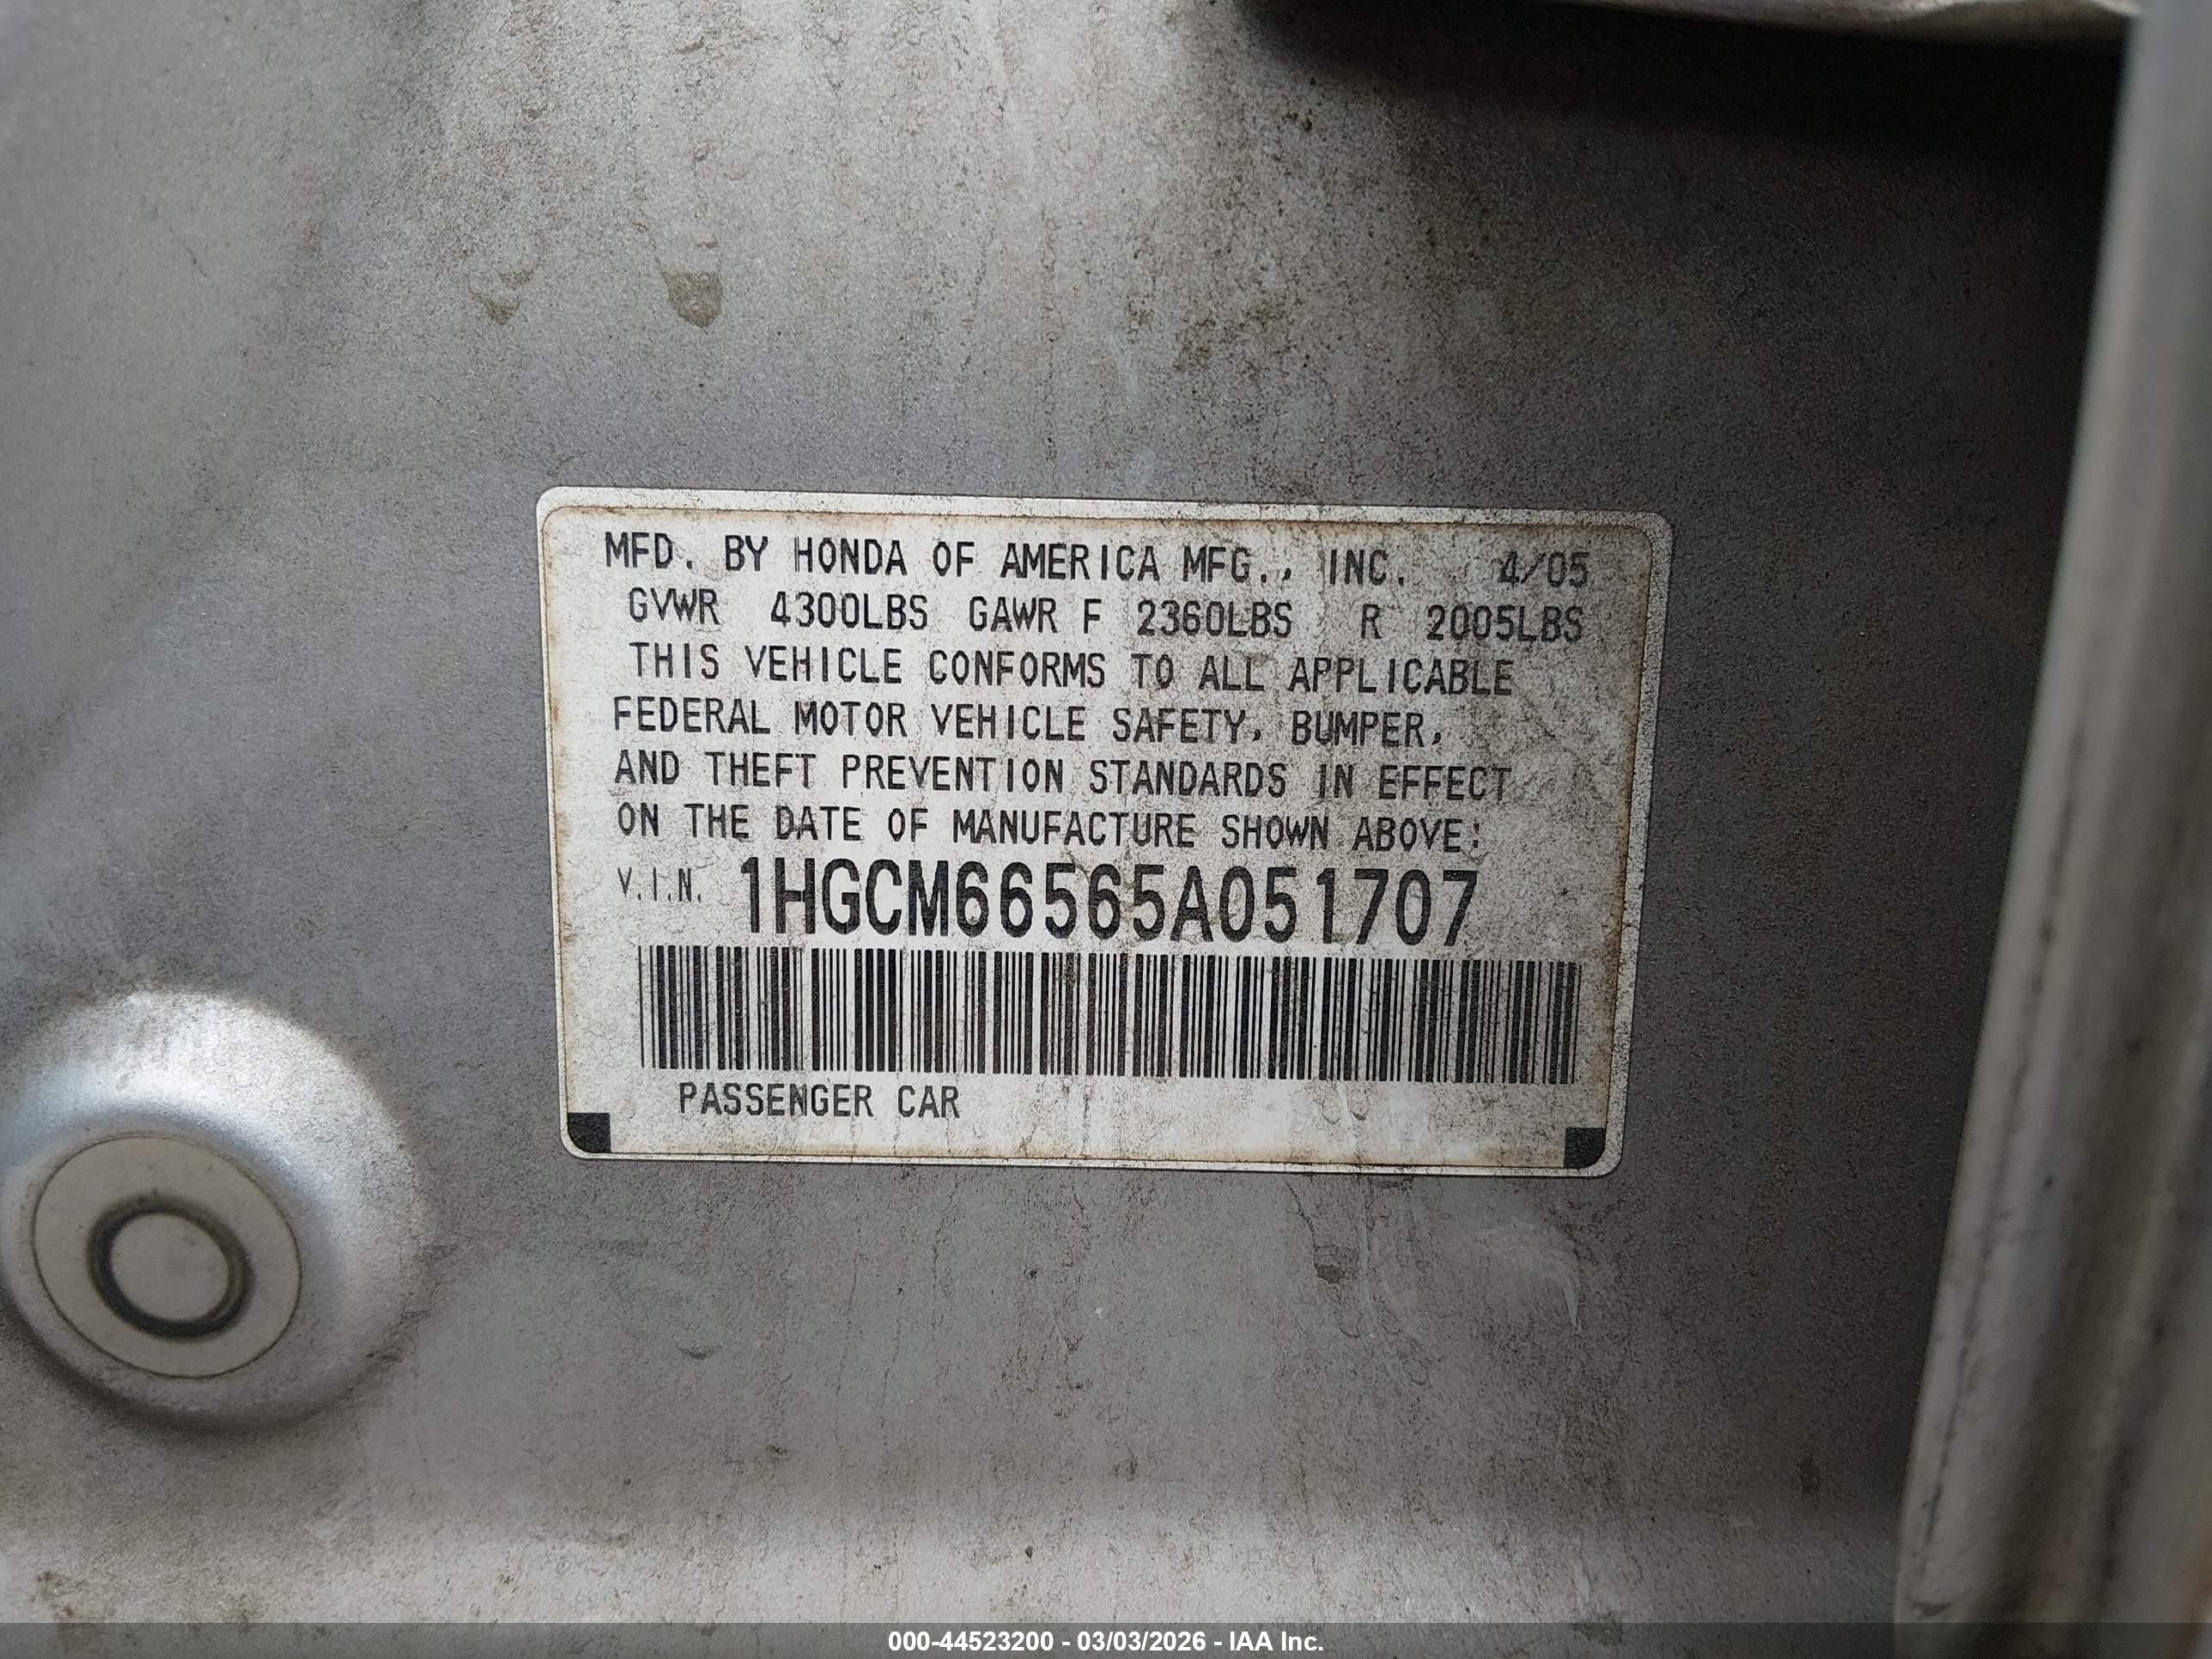 MFD. BY HONDA OF AMERICA MFG., INC. 4/05
GVWR 4300LBS GAWR F 2360LBS R 2005LBS
THIS VEHICLE CONFORMS TO ALL APPLICABLE
FEDERAL MOTOR VEHICLE SAFETY, BUMPER,
AND THEFT PREVENTION STANDARDS IN EFFECT
ON THE DATE OF MANUFACTURE SHOWN ABOVE:
V.I.N. 1HGCM66565A051707
PASSENGER CAR
000-44523200 - 03/03/2026 - IAA Inc.